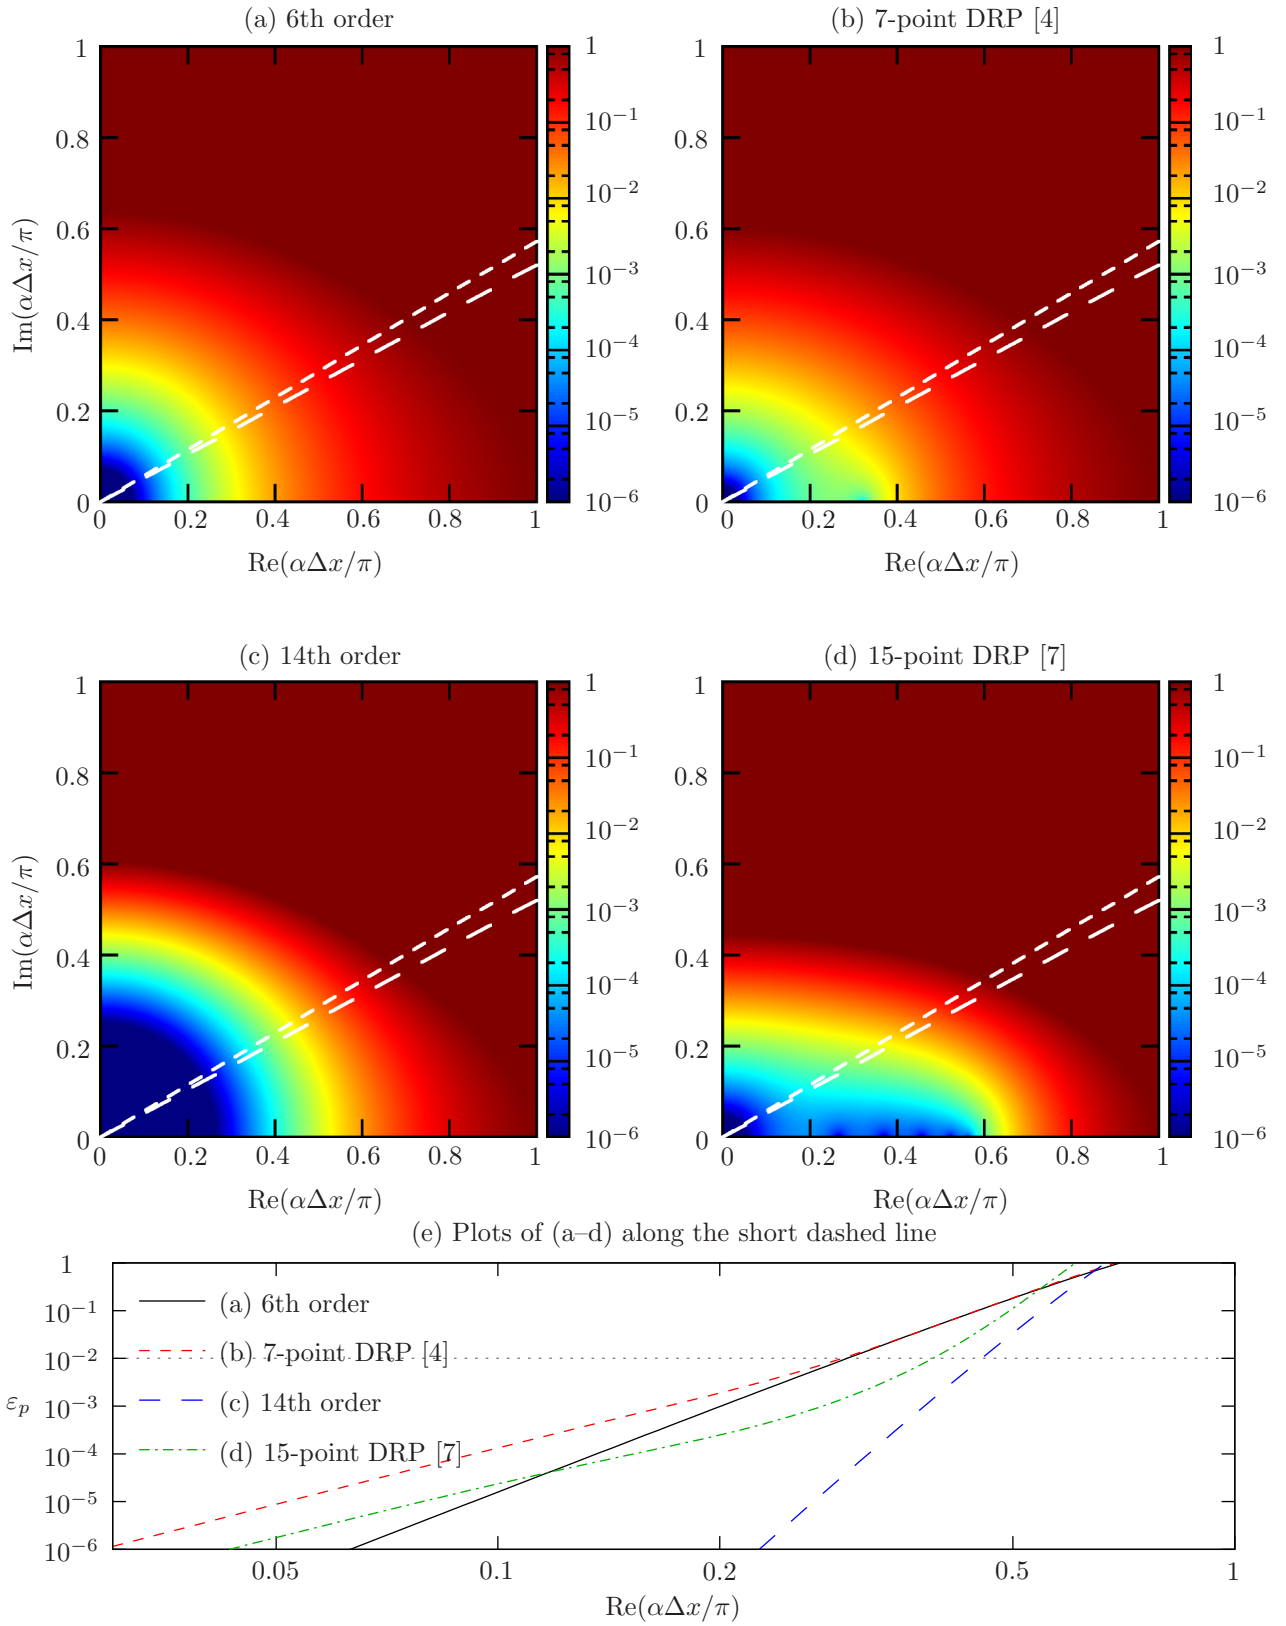 (a) 6th order
(b) 7-point DRP [4]
1
0.8
0.6
0.4
0.2
0
Im(αΔx/π)
0 0.2 0.4 0.6 0.8 1
Re(αΔx/π)
1
10⁻¹
10⁻²
10⁻³
10⁻⁴
10⁻⁵
10⁻⁶
1
0.8
0.6
0.4
0.2
0
0 0.2 0.4 0.6 0.8 1
Re(αΔx/π)
1
10⁻¹
10⁻²
10⁻³
10⁻⁴
10⁻⁵
10⁻⁶
(c) 14th order
(d) 15-point DRP [7]
1
0.8
0.6
0.4
0.2
0
Im(αΔx/π)
0 0.2 0.4 0.6 0.8 1
Re(αΔx/π)
1
10⁻¹
10⁻²
10⁻³
10⁻⁴
10⁻⁵
10⁻⁶
1
0.8
0.6
0.4
0.2
0
0 0.2 0.4 0.6 0.8 1
Re(αΔx/π)
1
10⁻¹
10⁻²
10⁻³
10⁻⁴
10⁻⁵
10⁻⁶
(e) Plots of (a–d) along the short dashed line
1
10⁻¹
10⁻²
10⁻³
10⁻⁴
10⁻⁵
10⁻⁶
εₚ
(a) 6th order
(b) 7-point DRP [4]
(c) 14th order
(d) 15-point DRP [7]
0.05 0.1 0.2 0.5 1
Re(αΔx/π)